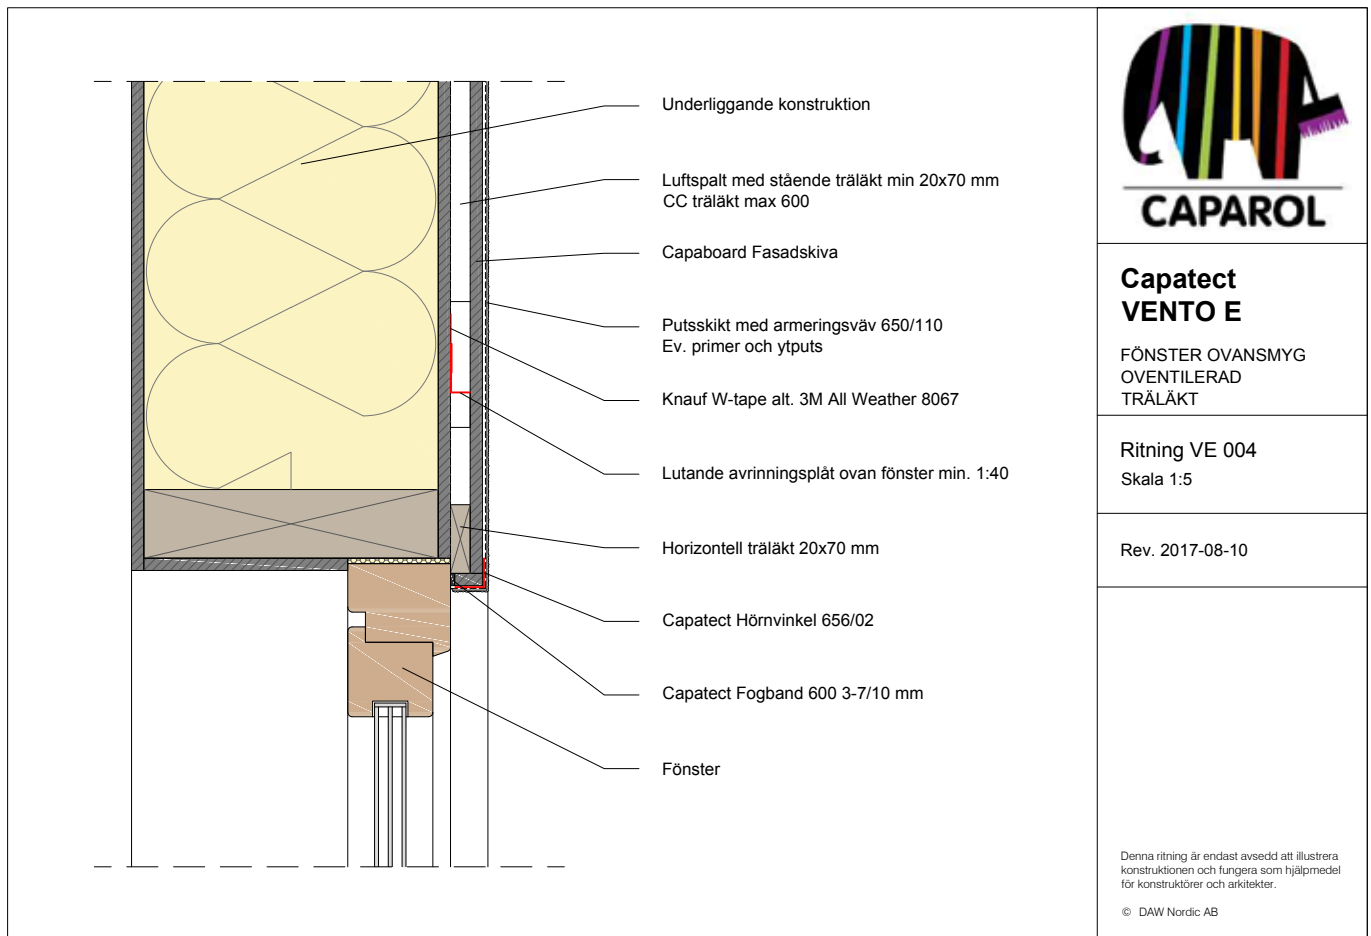 Underliggande konstruktion
Luftspalt med stående träläkt min 20x70 mm
CC träläkt max 600
Capaboard Fasadskiva
Putsskikt med armeringsväv 650/110
Ev. primer och ytputs
Knauf W-tape alt. 3M All Weather 8067
Lutande avrinningsplåt ovan fönster min. 1:40
Horizontell träläkt 20x70 mm
Capatect Hörnvinkel 656/02
Capatect Fogband 600 3-7/10 mm
Fönster
CAPAROL
Capatect
VENTO E
FÖNSTER OVANSMYG
OVENTILERAD
TRÄLÄKT
Ritning VE 004
Skala 1:5
Rev. 2017-08-10
Denna ritning är endast avsedd att illustrera
konstruktionen och fungera som hjälpmedel
för konstruktörer och arkitekter.
© DAW Nordic AB